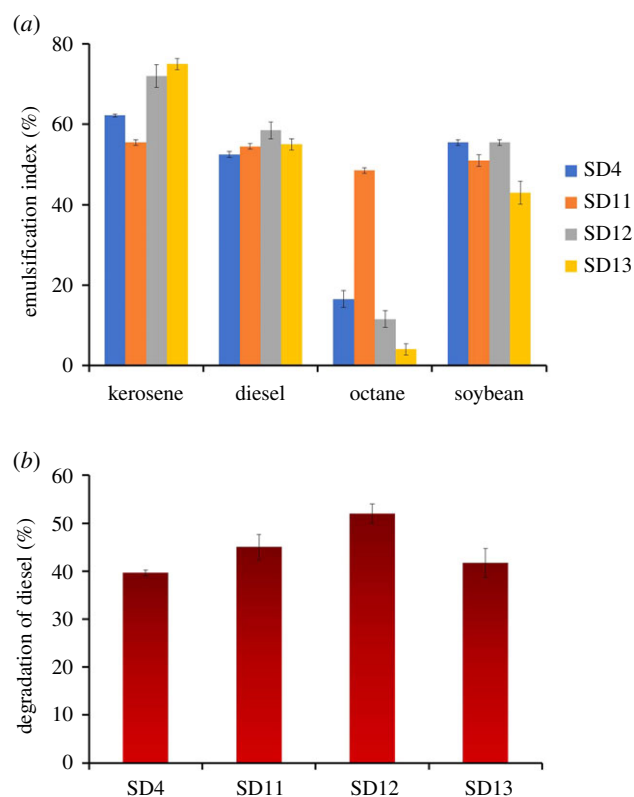 (a)
80
60
40
20
0
emulsification index (%)
kerosene diesel octane soybean
SD4
SD11
SD12
SD13
(b)
60
50
40
30
20
10
0
degradation of diesel (%)
SD4 SD11 SD12 SD13